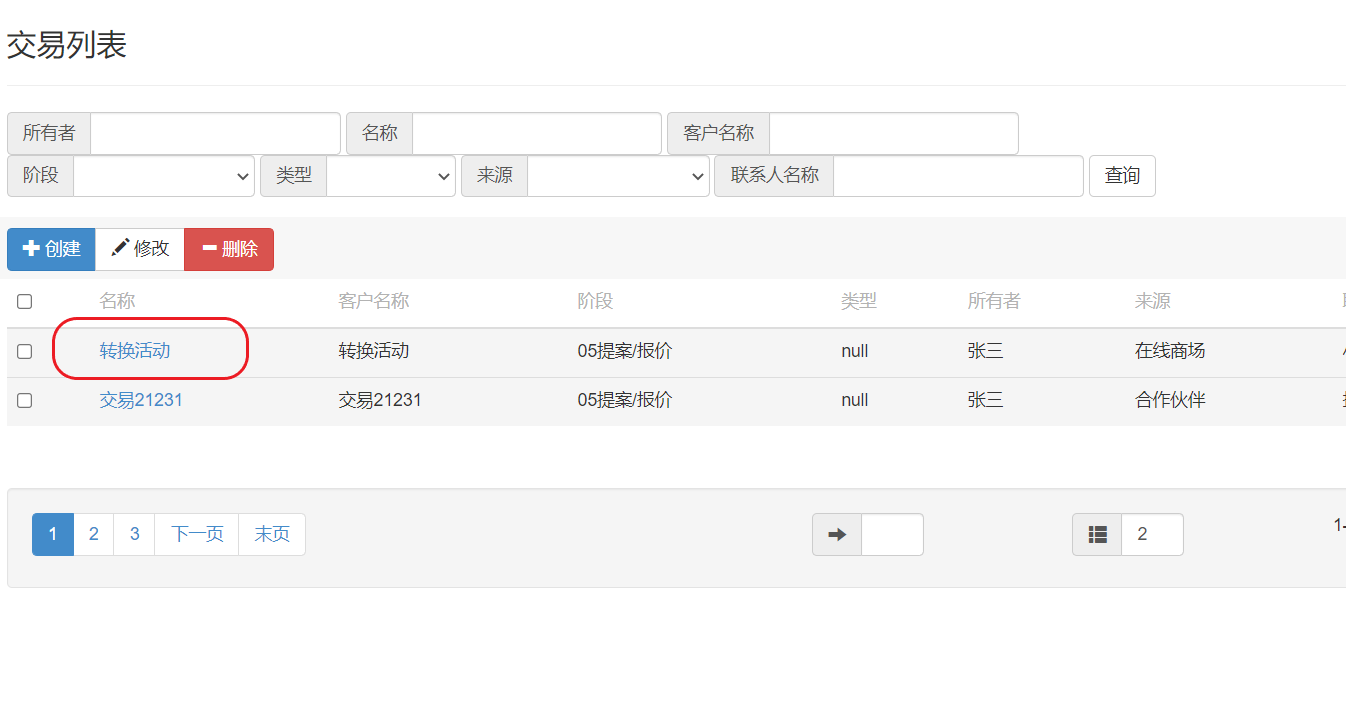 交易列表
所有者 名称 客户名称
阶段 类型 来源 联系人名称 查询
创建 修改 删除
名称 客户名称 阶段 类型 所有者 来源
转换活动 转换活动 05提案/报价 null 张三 在线商场
交易21231 交易21231 05提案/报价 null 张三 合作伙伴
1 2 3 下一页 末页 2 1-